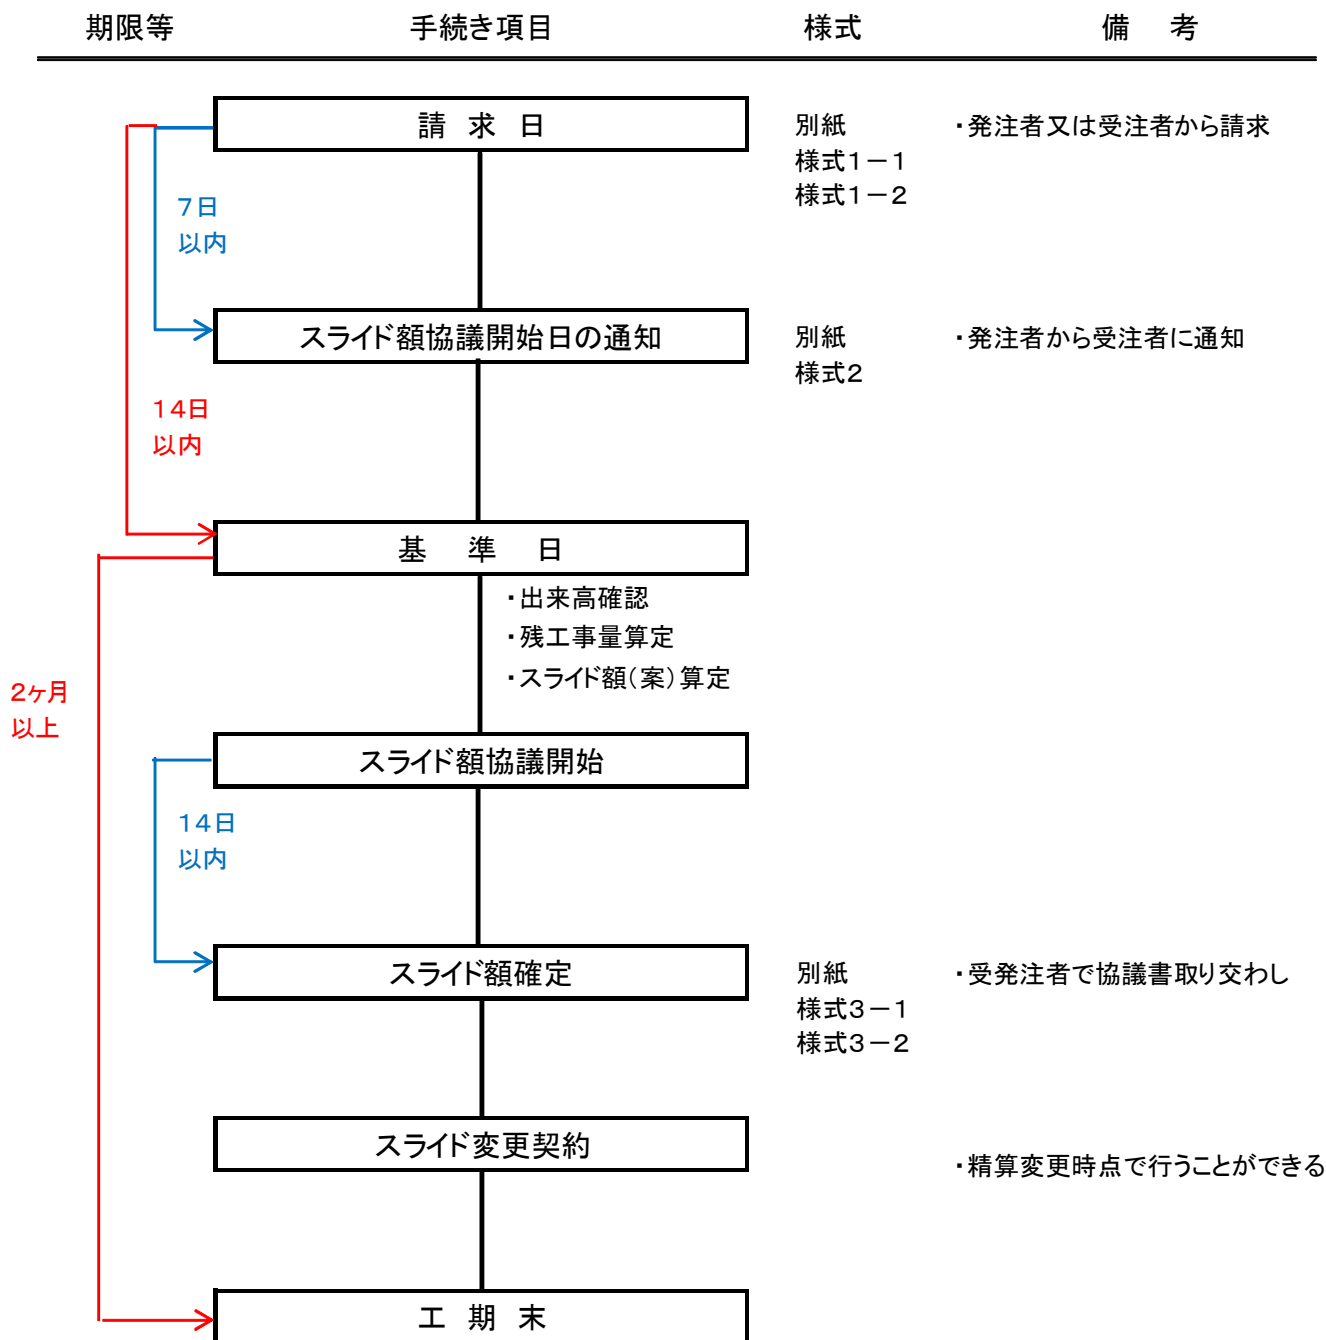 期限等　手続き項目　様式　備　考
請　求　日
別紙
様式１－１
様式１－２
・発注者又は受注者から請求
７日
以内
スライド額協議開始日の通知
別紙
様式２
・発注者から受注者に通知
１４日
以内
基　準　日
・出来高確認
・残工事量算定
・スライド額（案）算定
２ヶ月
以上
スライド額協議開始
１４日
以内
スライド額確定
別紙
様式３－１
様式３－２
・受発注者で協議書取り交わし
スライド変更契約
・精算変更時点で行うことができる
工　期　末